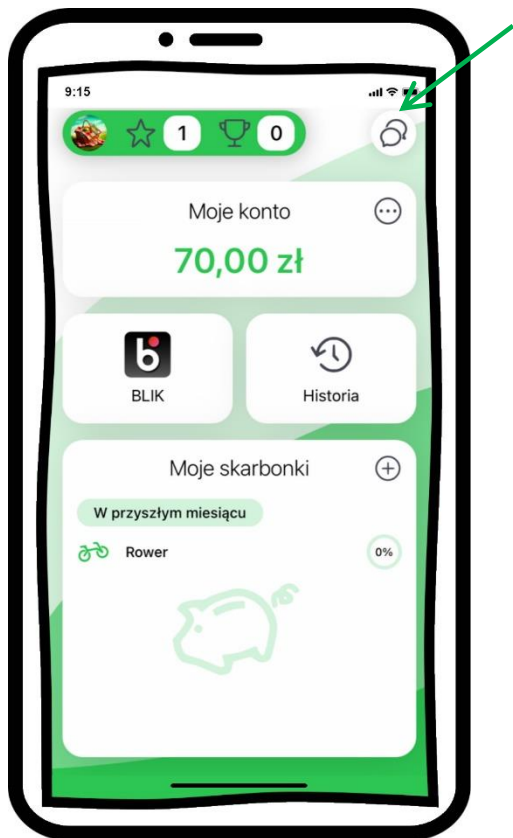 9:15
1 0
Moje konto
70,00 zł
BLIK Historia
Moje skarbonki
W przyszłym miesiącu
Rower 0%